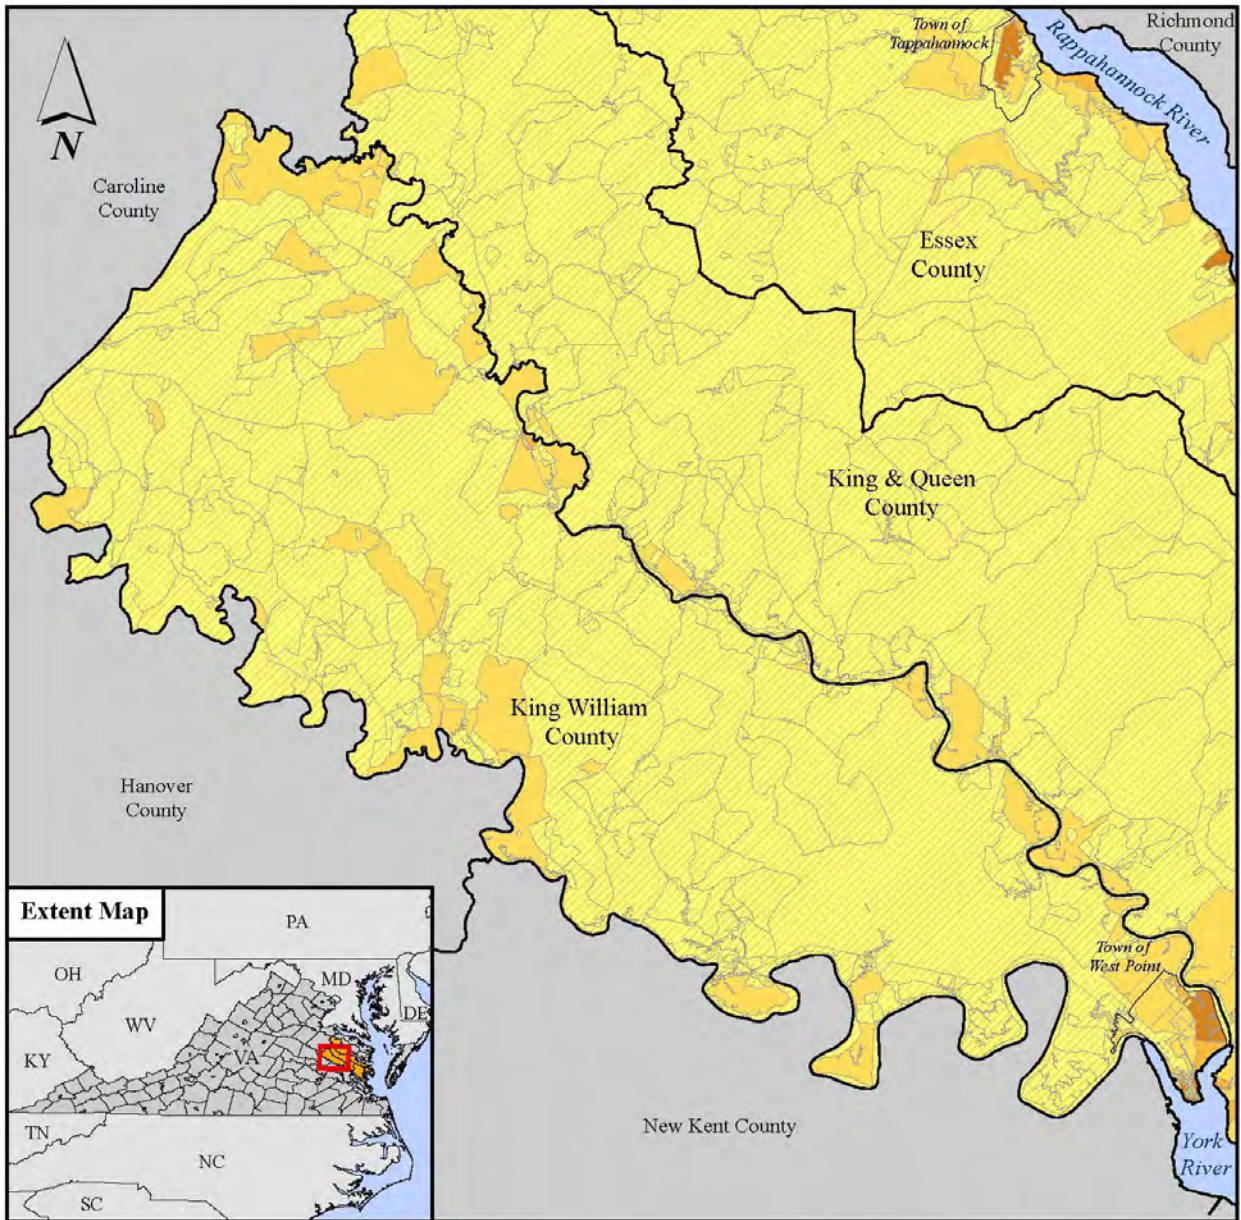 Town of
Tappahannock
Richmond
County
Rappahannock River
N
Caroline
County
Essex
County
King & Queen
County
King William
County
Hanover
County
Town of
West Point
New Kent County
York
River
Extent Map
PA
OH
MD
WV
DE
KY
VA
TN
NC
SC